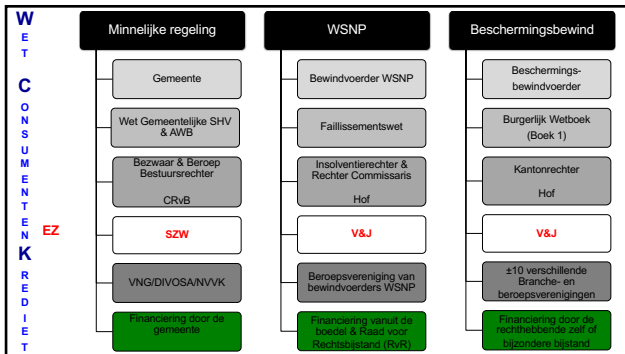 WET CONSUMENTEN KREDIET
EZ
Minnelijke regeling
Gemeente
Wet Gemeentelijke SHV
& AWB
Bezwaar & Beroep
Bestuursrechter
CRvB
SZW
VNG/DIVOSA/NVVK
Financiering door de
gemeente
WSNP
Bewindvoerder WSNP
Faillissementswet
Insolventierechter &
Rechter Commissaris
Hof
V&J
Beroepsvereniging van
bewindvoerders WSNP
Financiering vanuit de
boedel & Raad voor
Rechtsbijstand (RvR)
Beschermingsbewind
Beschermings-
bewindvoerder
Burgerlijk Wetboek
(Boek 1)
Kantonrechter
Hof
V&J
±10 verschillende
Branche- en
beroepsverenigingen
Financiering door de
rechthebbende zelf of
bijzondere bijstand